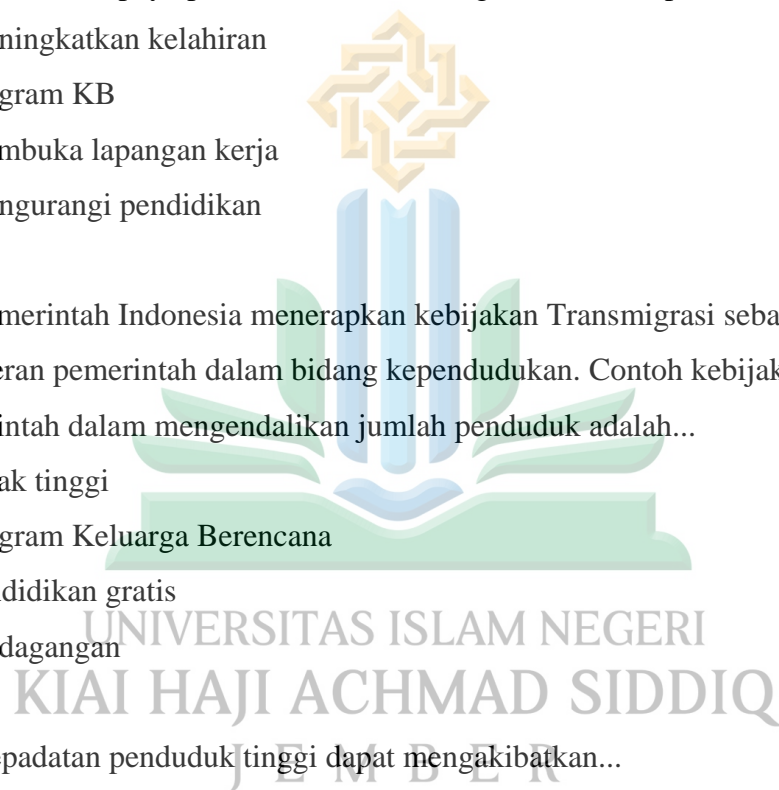 ningkatkan kelahiran
gram KB
mbuka lapangan kerja
ngurangi pendidikan
merintah Indonesia menerapkan kebijakan Transmigrasi seba
eran pemerintah dalam bidang kependudukan. Contoh kebijak
intah dalam mengendalikan jumlah penduduk adalah...
ak tinggi
gram Keluarga Berencana
didikan gratis
UNIVERSITAS ISLAM NEGERI
dagangan
KIAI HAJI ACHMAD SIDDIQ
epadatan penduduk tinggi dapat mengakibatkan...
J E M B E R